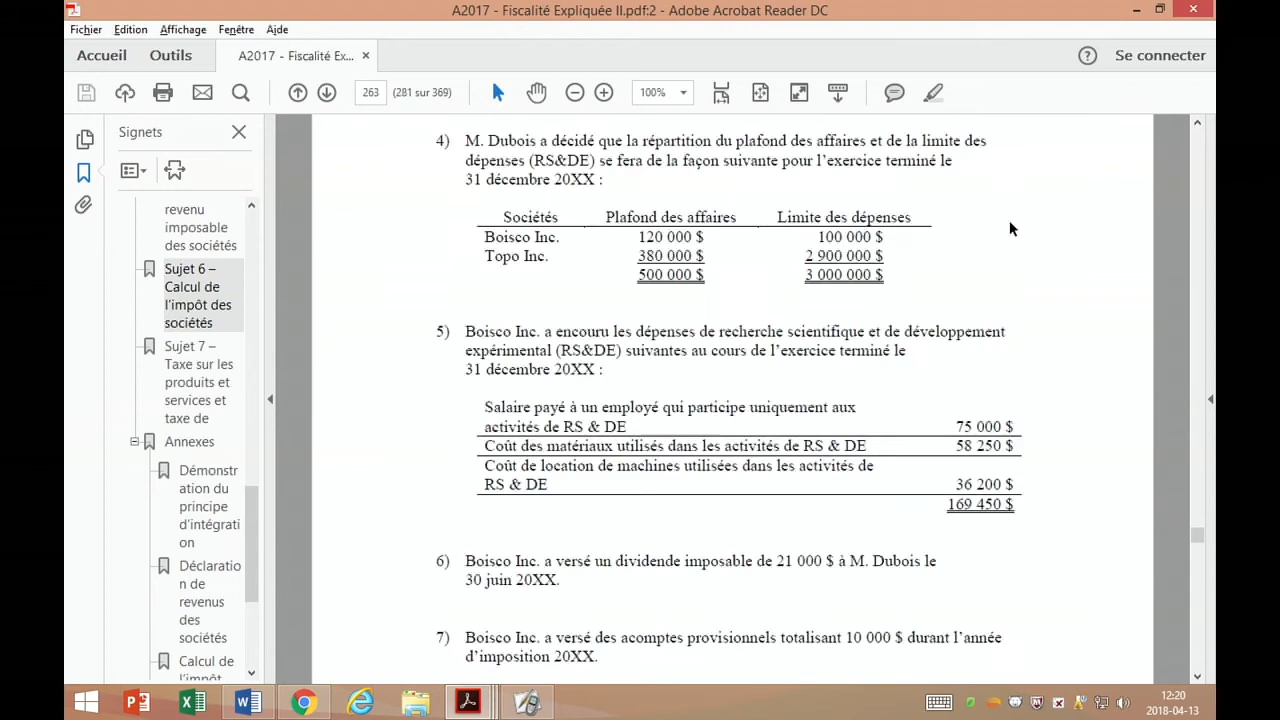 A2017 - Fiscalité Expliquée II.pdf:2 - Adobe Acrobat Reader DC
Fichier Edition Affichage Fenêtre Aide
Accueil Outils A2017 - Fiscalité Ex... × Se connecter
263 (281 sur 369) 100%
Signets
revenu
imposable
des sociétés
Sujet 6 –
Calcul de
l'impôt des
sociétés
Sujet 7 –
Taxe sur les
produits et
services et
taxe de
Annexes
Démonstr
ation du
principe
d'intégrati
on
Déclaratio
n de
revenus
des
sociétés
Calcul de
l'impôt
4) M. Dubois a décidé que la répartition du plafond des affaires et de la limite des
dépenses (RS&DE) se fera de la façon suivante pour l'exercice terminé le
31 décembre 20XX :
Sociétés Plafond des affaires Limite des dépenses
Boisco Inc. 120 000 $ 100 000 $
Topo Inc. 380 000 $ 2 900 000 $
500 000 $ 3 000 000 $
5) Boisco Inc. a encouru les dépenses de recherche scientifique et de développement
expérimental (RS&DE) suivantes au cours de l'exercice terminé le
31 décembre 20XX :
Salaire payé à un employé qui participe uniquement aux
activités de RS & DE 75 000 $
Coût des matériaux utilisés dans les activités de RS & DE 58 250 $
Coût de location de machines utilisées dans les activités de
RS & DE 36 200 $
169 450 $
6) Boisco Inc. a versé un dividende imposable de 21 000 $ à M. Dubois le
30 juin 20XX.
7) Boisco Inc. a versé des acomptes provisionnels totalisant 10 000 $ durant l'année
d'imposition 20XX.
12:20
2018-04-13